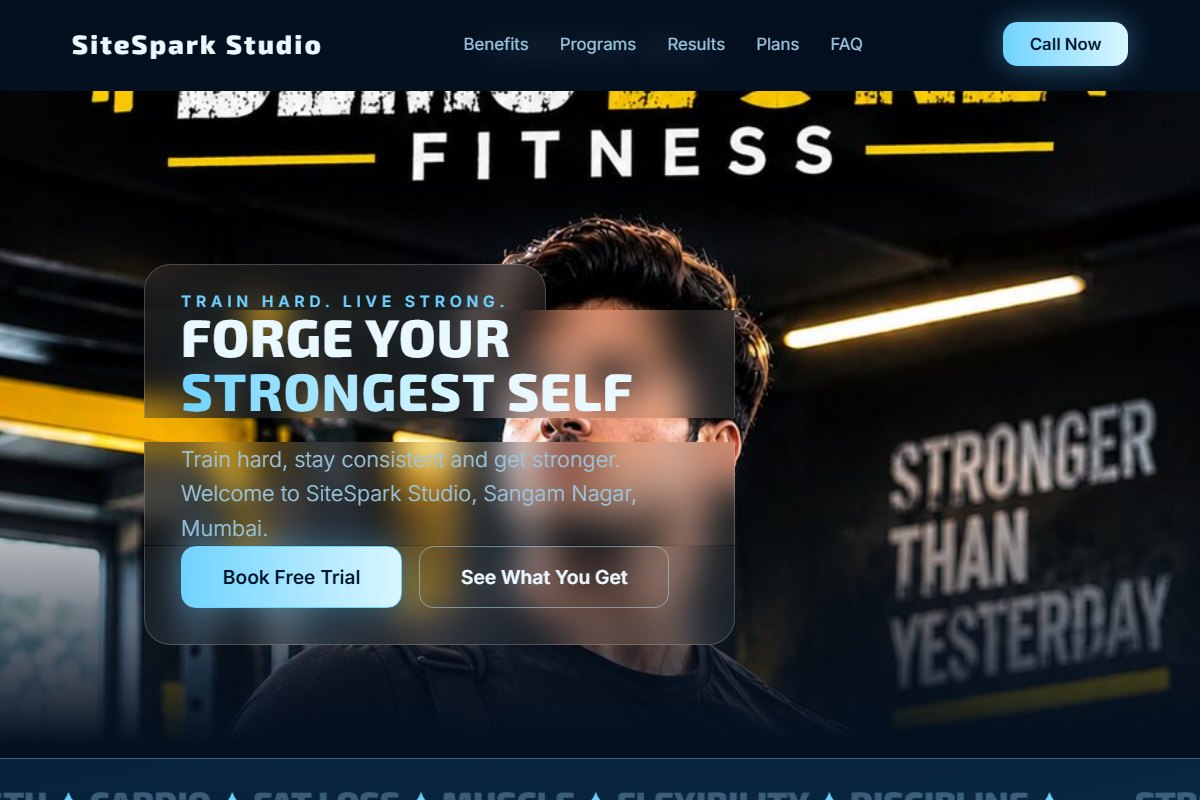 SiteSpark Studio
Benefits Programs Results Plans FAQ
Call Now
FITNESS
TRAIN HARD. LIVE STRONG.
FORGE YOUR
STRONGEST SELF
Train hard, stay consistent and get stronger.
Welcome to SiteSpark Studio, Sangam Nagar,
Mumbai.
Book Free Trial
See What You Get
STRONGER
THAN
YESTERDAY
CARDIO FAT LOSS MUSCLE FLEXIBILITY DISCIPLINE